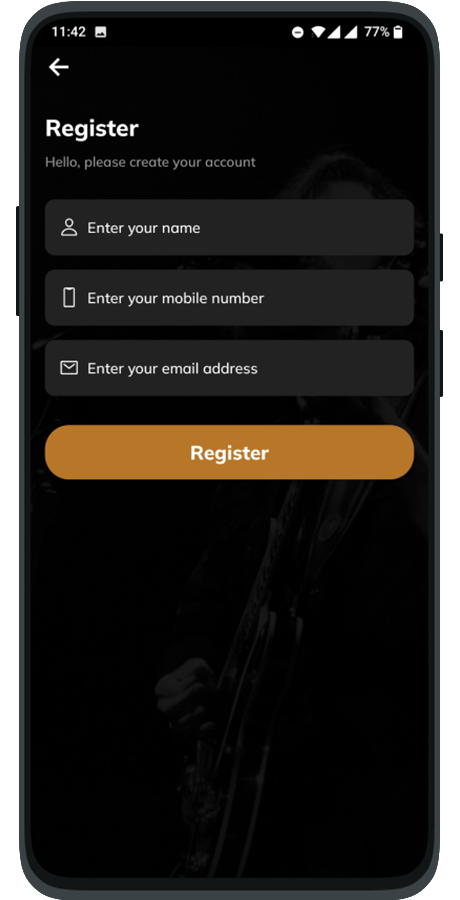 11:42 77%
Register
Hello, please create your account
Enter your name
Enter your mobile number
Enter your email address
Register